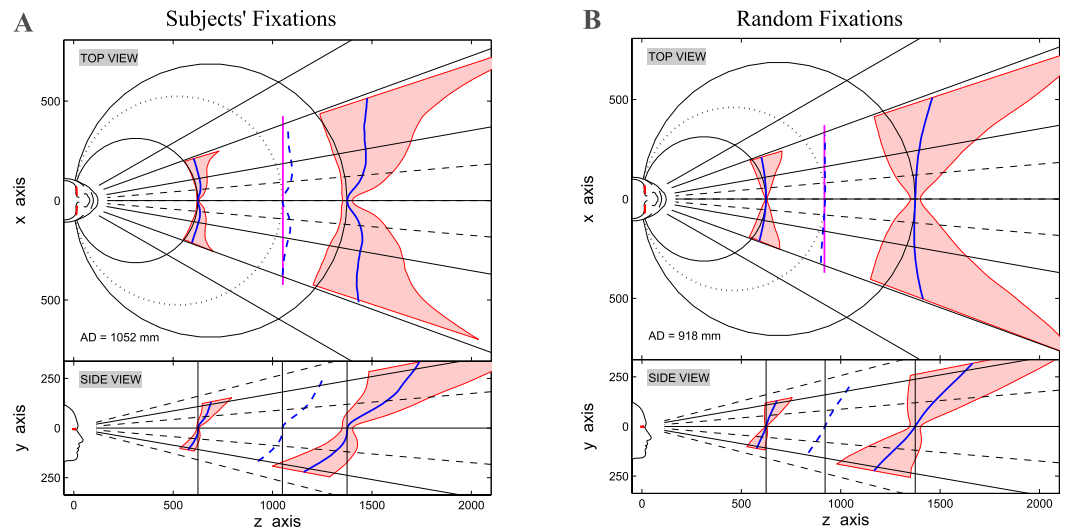 A Subjects' Fixations
TOP VIEW
500
0
500
x axis
AD = 1052 mm
SIDE VIEW
250
0
250
y axis
0 500 1000 1500 2000
z axis
B Random Fixations
TOP VIEW
500
0
500
x axis
AD = 918 mm
SIDE VIEW
250
0
250
y axis
0 500 1000 1500 2000
z axis